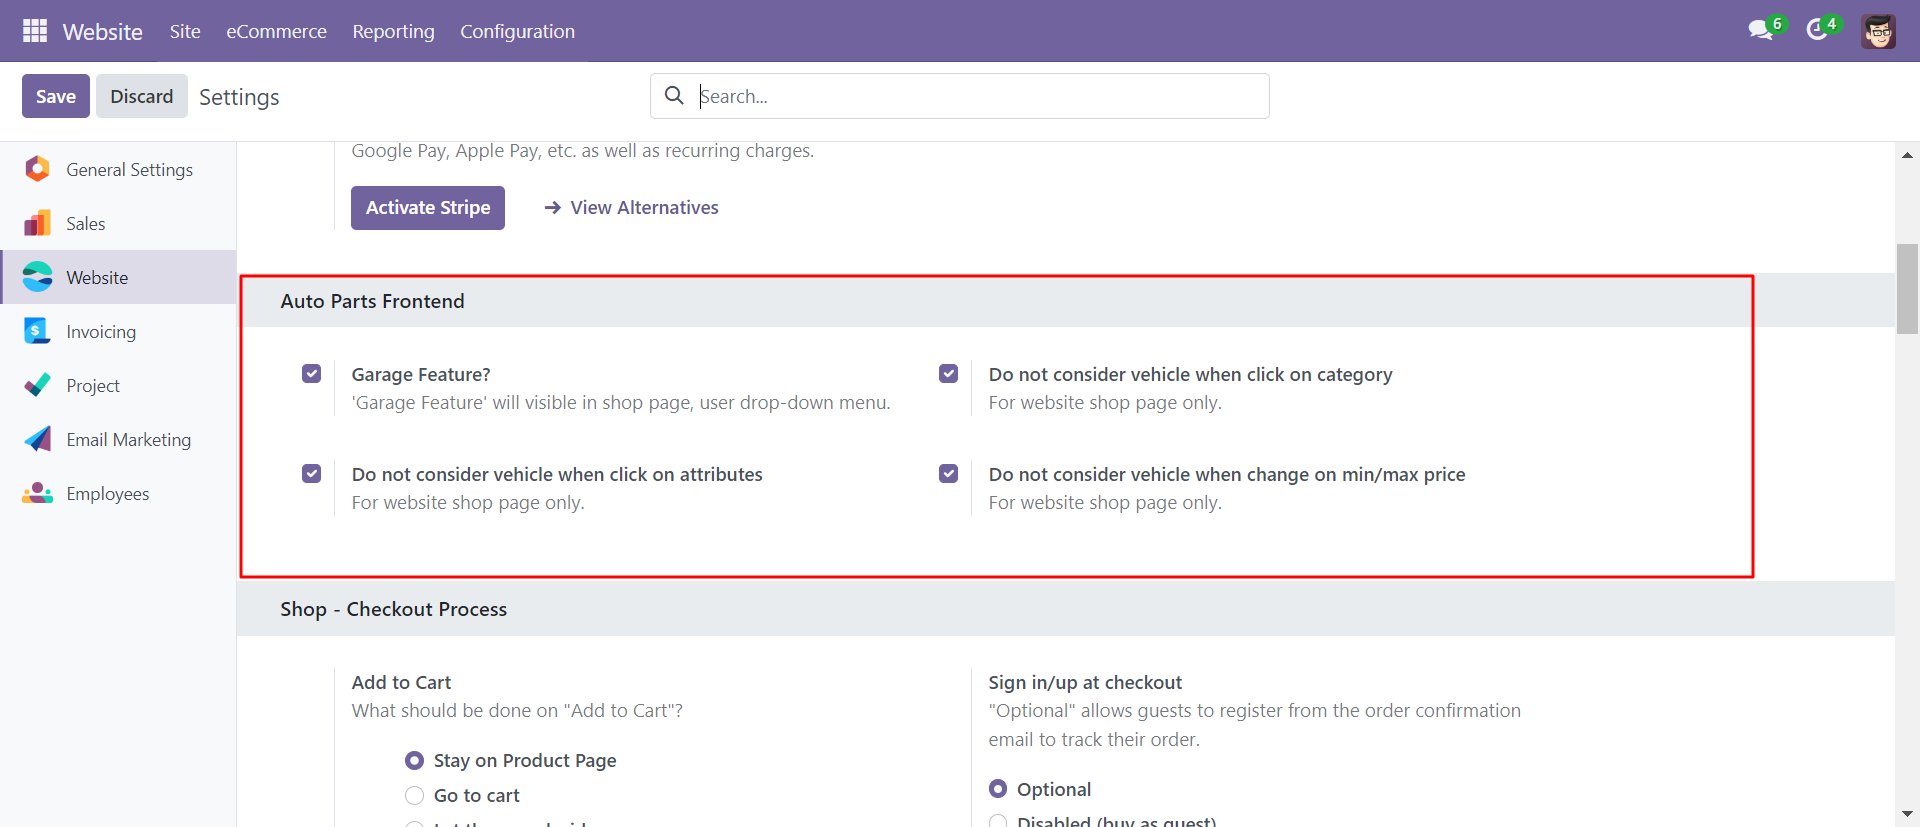 Website Site eCommerce Reporting Configuration 6 4
Save Discard Settings Search...
General Settings
Sales
Website
Invoicing
Project
Email Marketing
Employees
Google Pay, Apple Pay, etc. as well as recurring charges.
Activate Stripe → View Alternatives
Auto Parts Frontend
Garage Feature?
'Garage Feature' will visible in shop page, user drop-down menu.
Do not consider vehicle when click on category
For website shop page only.
Do not consider vehicle when click on attributes
For website shop page only.
Do not consider vehicle when change on min/max price
For website shop page only.
Shop - Checkout Process
Add to Cart
What should be done on "Add to Cart"?
Stay on Product Page
Go to cart
Sign in/up at checkout
"Optional" allows guests to register from the order confirmation
email to track their order.
Optional
Disabled (buy as guest)